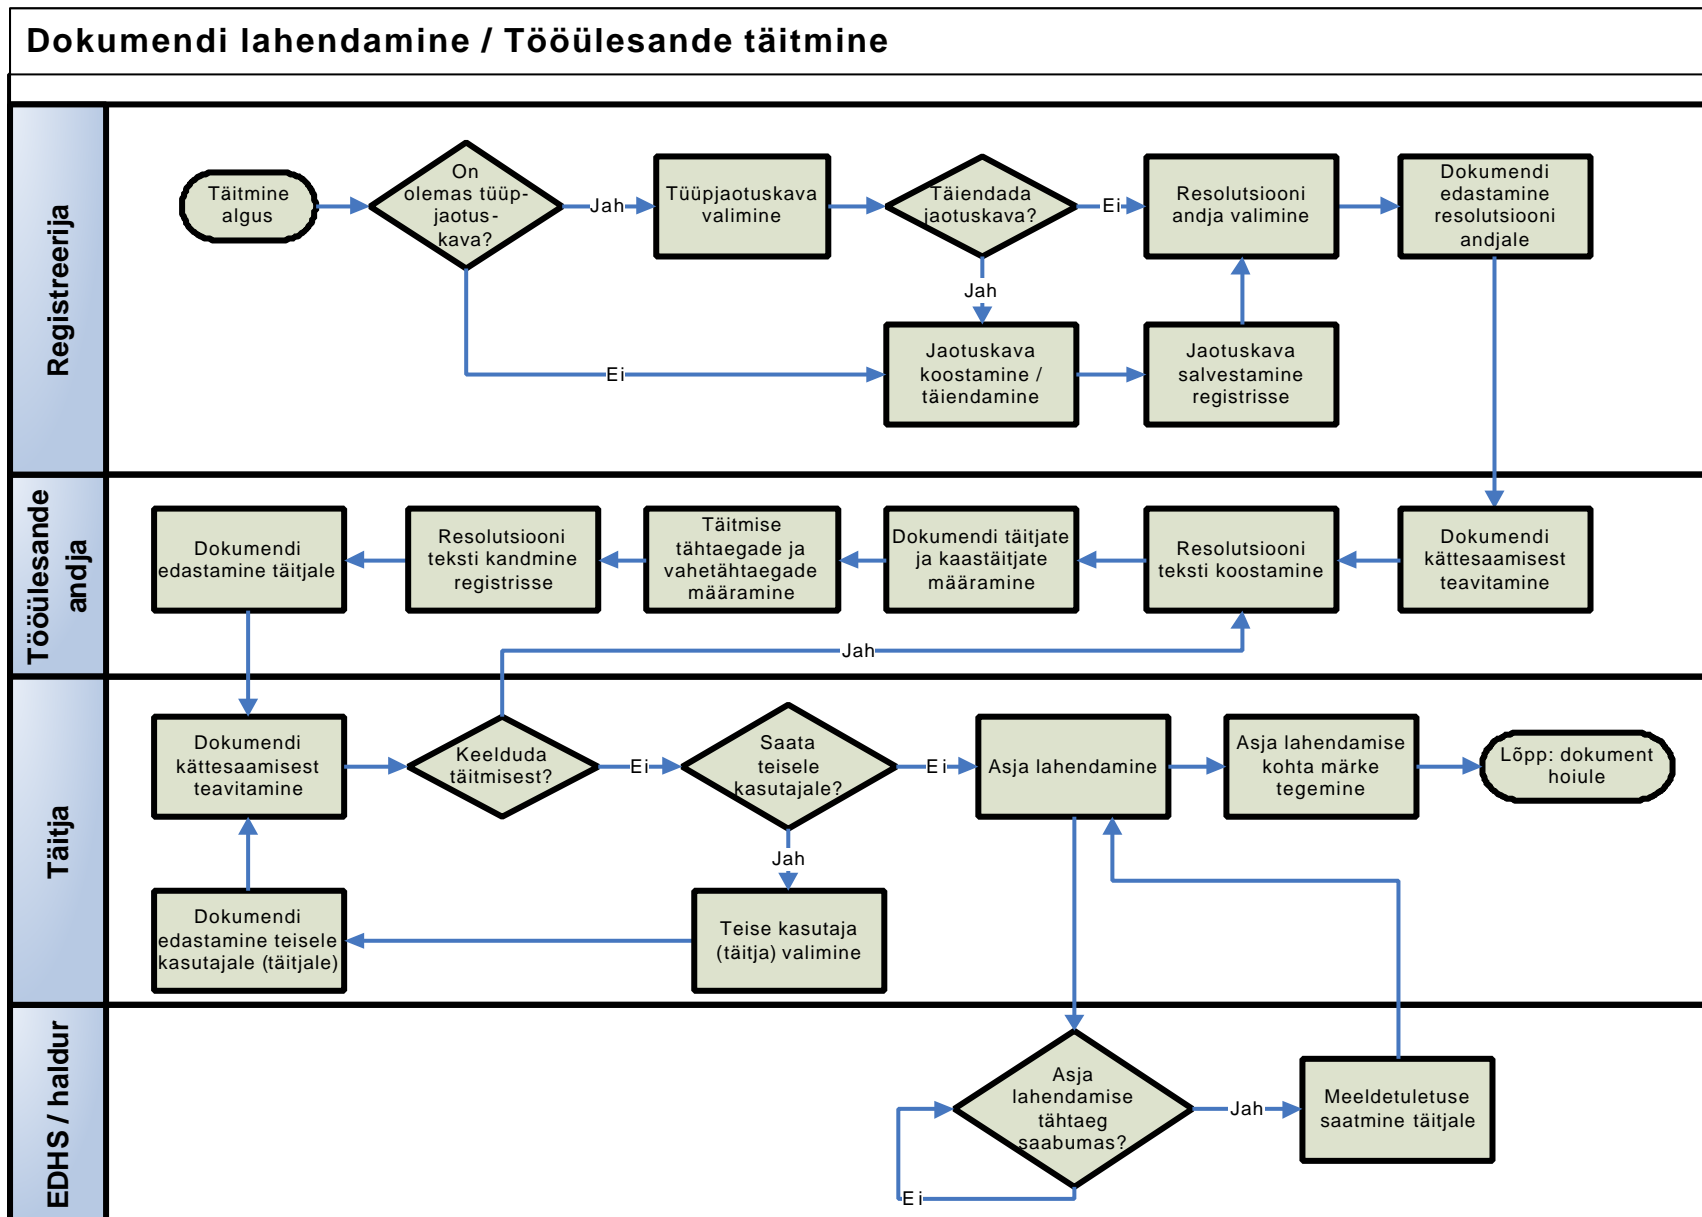 Dokumendi lahendamine / Tööülesande täitmine
Registreerija
Täitmine
algus
On
olemas tüüp-
jaotus-
kava?
Jah
Tüüpjaotuskava
valimine
Täiendada
jaotuskava?
Ei
Resolutsiooni
andja valimine
Dokumendi
edastamine
resolutsiooni
andjale
Jah
Ei
Jaotuskava
koostamine /
täiendamine
Jaotuskava
salvestamine
registrisse
Tööülesande
andja
Dokumendi
edastamine täitjale
Resolutsiooni
teksti kandmine
registrisse
Täitmise
tähtaegade ja
vahetähtaegade
määramine
Dokumendi täitjate
ja kaastäitjate
määramine
Resolutsiooni
teksti koostamine
Dokumendi
kättesaamisest
teavitamine
Jah
Täitja
Dokumendi
kättesaamisest
teavitamine
Keelduda
täitmisest?
Ei
Saata
teisele
kasutajale?
Ei
Asja lahendamine
Asja lahendamise
kohta märke
tegemine
Lõpp: dokument
hoiule
Jah
Dokumendi
edastamine teisele
kasutajale (täitjale)
Teise kasutaja
(täitja) valimine
EDHS / haldur
Asja
lahendamise
tähtaeg
saabumas?
Jah
Meeldetuletuse
saatmine täitjale
Ei